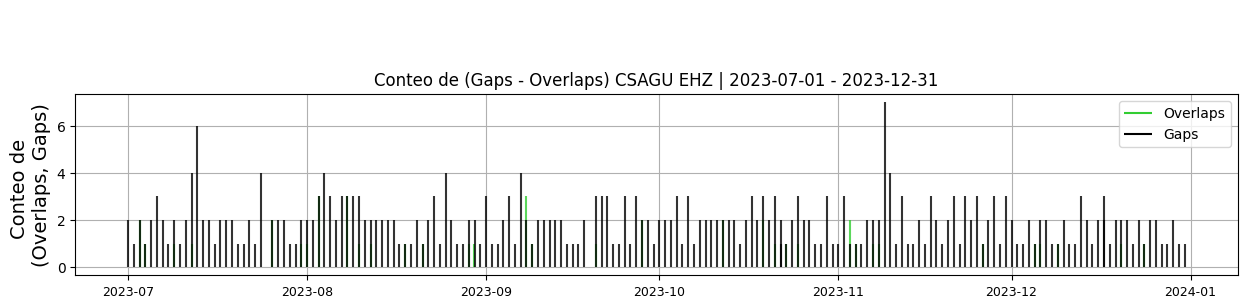 Conteo de (Gaps - Overlaps) CSAGU EHZ | 2023-07-01 - 2023-12-31
Conteo de
(Overlaps, Gaps)
6
4
2
0
Overlaps
Gaps
2023-07
2023-08
2023-09
2023-10
2023-11
2023-12
2024-01